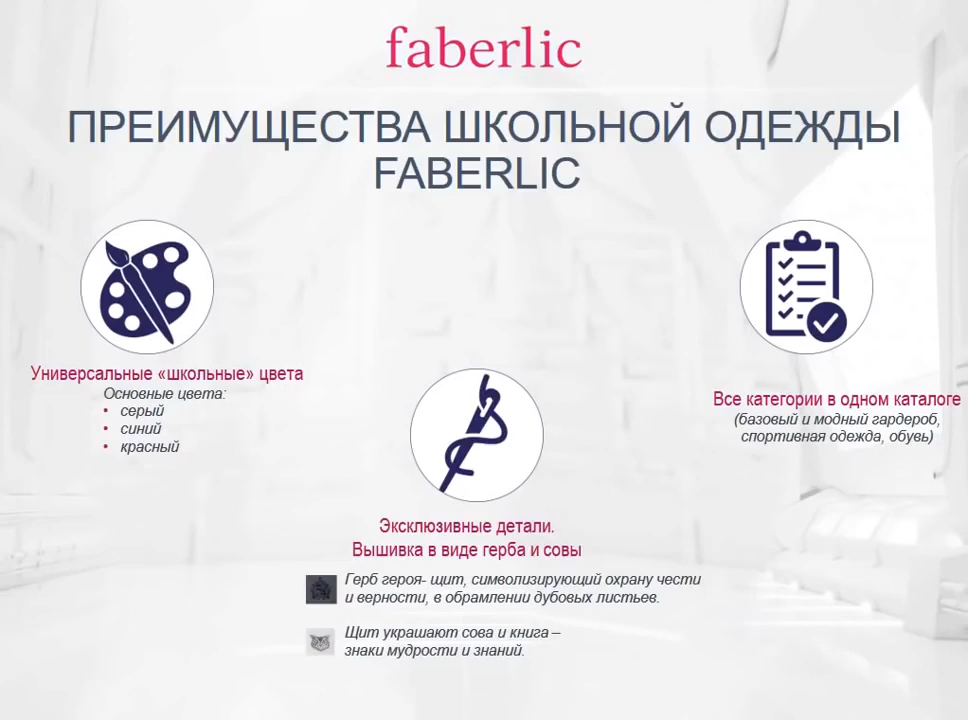 faberlic
ПРЕИМУЩЕСТВА ШКОЛЬНОЙ ОДЕЖДЫ
FABERLIC
Универсальные «школьные» цвета
Основные цвета:
• серый
• синий
• красный
Эксклюзивные детали.
Вышивка в виде герба и совы
Герб героя- щит, символизирующий охрану чести
и верности, в обрамлении дубовых листьев.
Щит украшают сова и книга –
знаки мудрости и знаний.
Все категории в одном каталоге
(базовый и модный гардероб,
спортивная одежда, обувь)